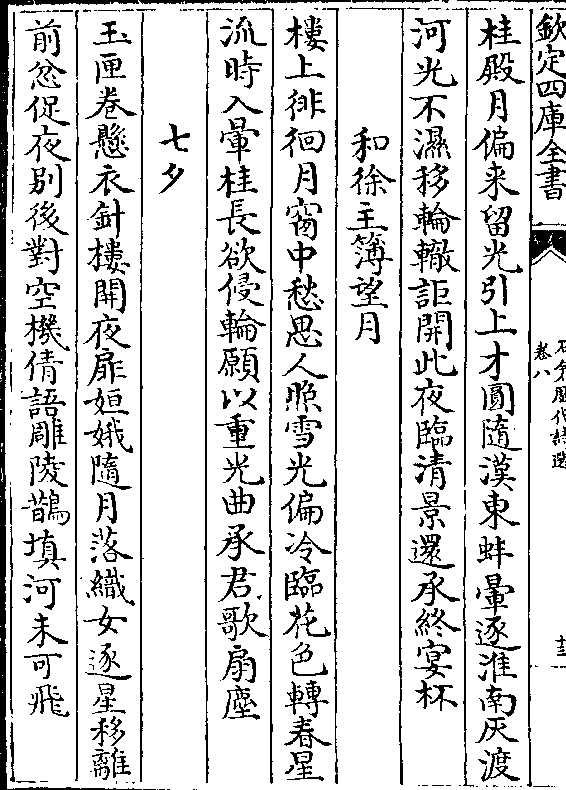 欽定四庫全書
石倉歷代詩選
卷八
十三
桂殿月偏来留光引上才圓隨漢東蚌暈逐淮南灰渡
河光不濕移輪轍詎開此夜臨清景還承終宴杯
和徐主簿望月
樓上徘徊月窗中愁思人照雪光偏冷臨花色轉春星
流時入暈桂長欲侵輪願以重光曲承君歌扇塵
七夕
玉匣卷懸衣針樓開夜扉姮娥隨月落織女逐星移離
前忿促夜別後對空機倩語雕陵鵲填河未可飛